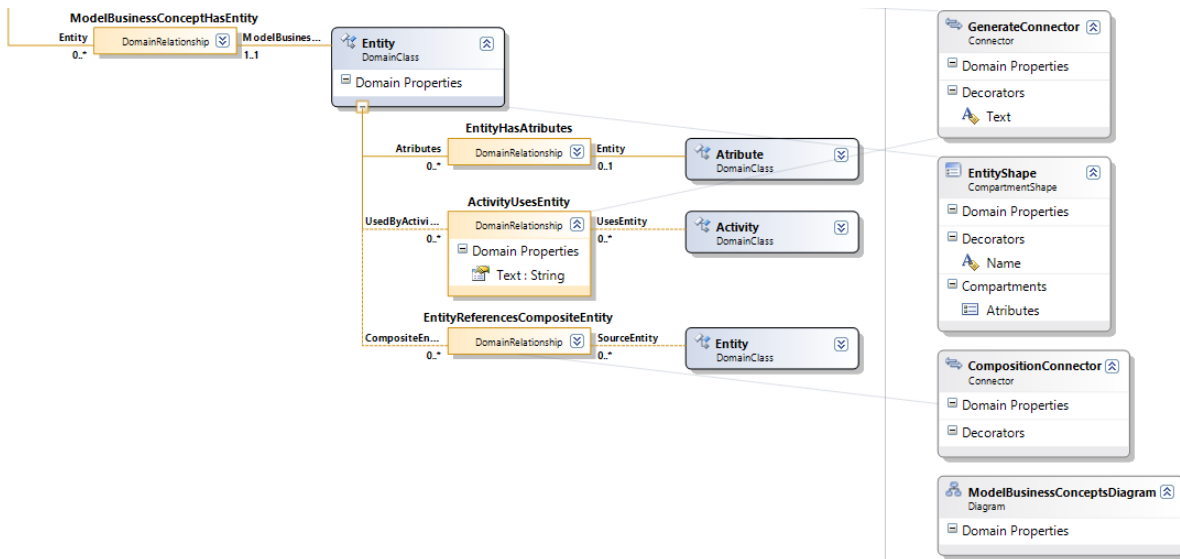 ModelBusinessConceptHasEntity
Entity
0..*
DomainRelationship
ModelBusines...
1..1
Entity
DomainClass
Domain Properties
EntityHasAtributes
Atributes
0..*
DomainRelationship
Entity
0..1
Atribute
DomainClass
ActivityUsesEntity
UsedByActivi...
0..*
DomainRelationship
Domain Properties
Text : String
UsesEntity
0..*
Activity
DomainClass
EntityReferencesCompositeEntity
CompositeEn...
0..*
DomainRelationship
SourceEntity
0..*
Entity
DomainClass
GenerateConnector
Connector
Domain Properties
Decorators
Text
EntityShape
CompartmentShape
Domain Properties
Decorators
Name
Compartments
Atributes
CompositionConnector
Connector
Domain Properties
Decorators
ModelBusinessConceptsDiagram
Diagram
Domain Properties